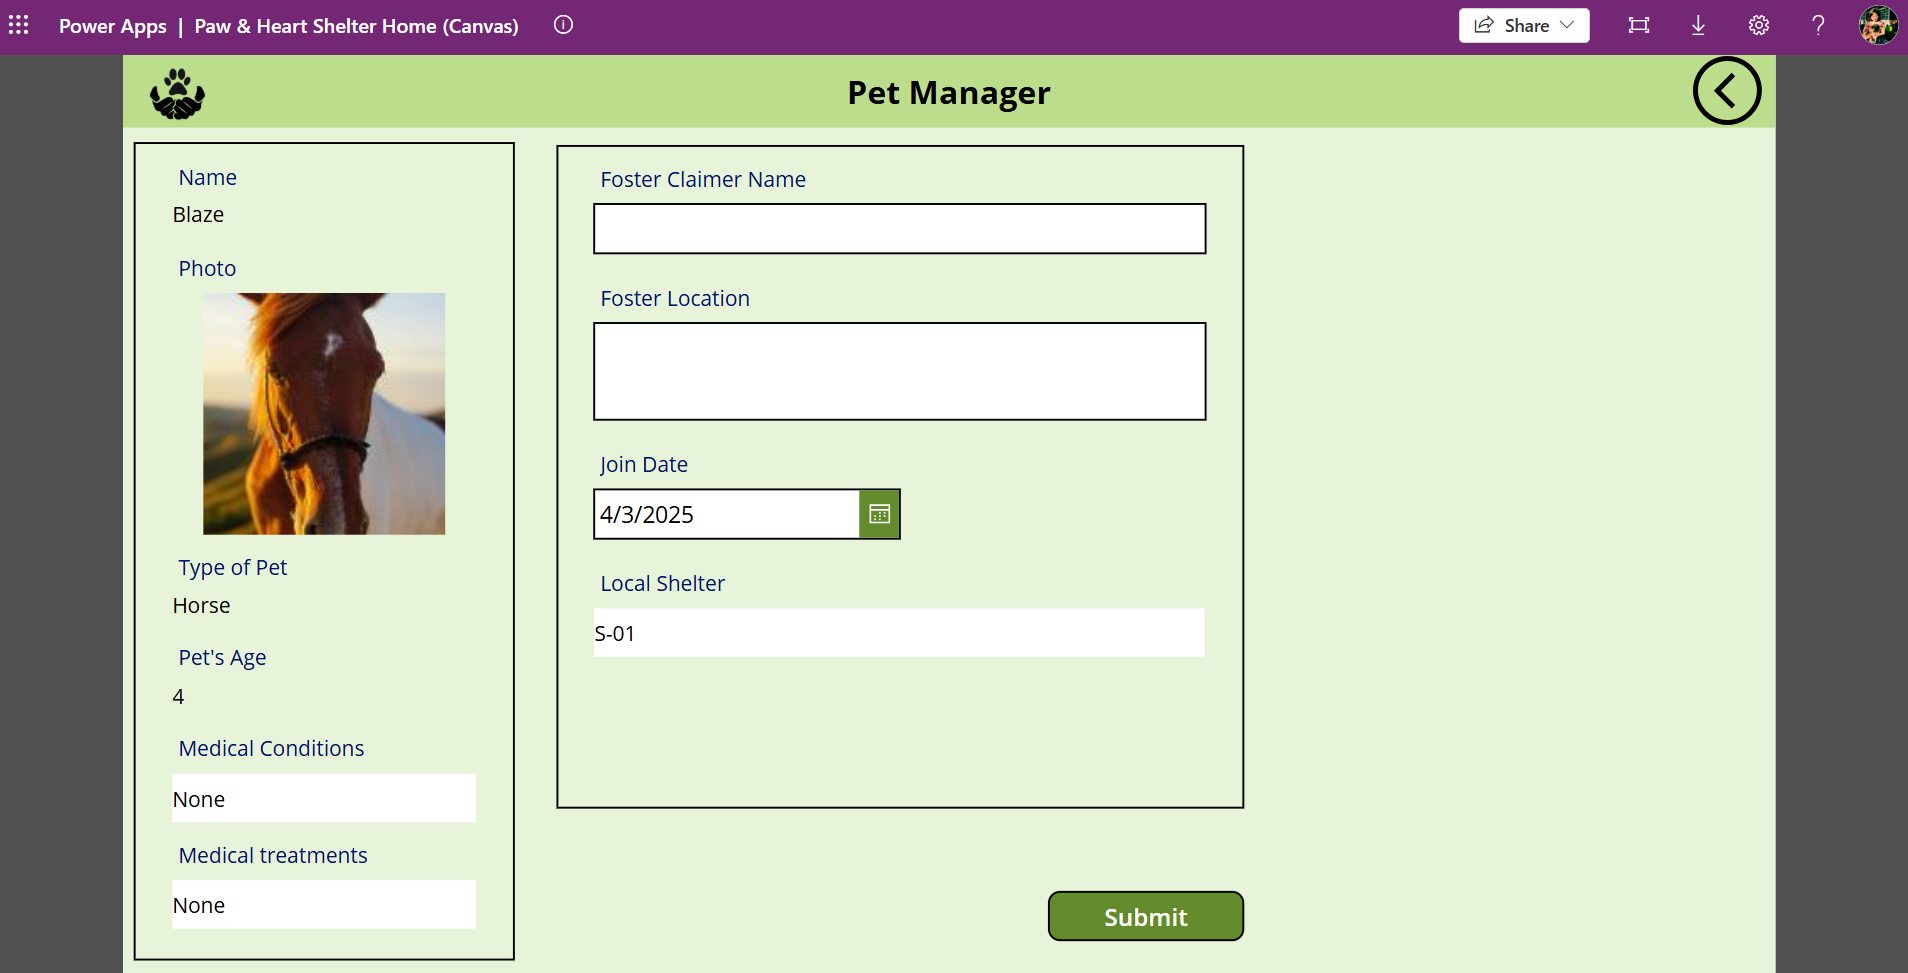 Power Apps | Paw & Heart Shelter Home (Canvas)
Share
Pet Manager
Name
Blaze
Photo
Type of Pet
Horse
Pet's Age
4
Medical Conditions
None
Medical treatments
None
Foster Claimer Name
Foster Location
Join Date
4/3/2025
Local Shelter
S-01
Submit